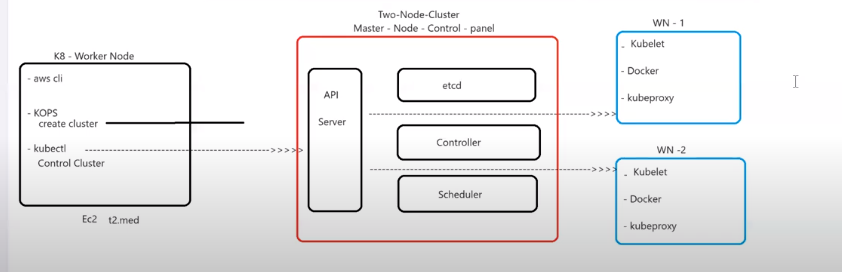 Two-Node-Cluster
Master - Node - Control - panel
K8 - Worker Node
- aws cli
- KOPS
create cluster
- kubectl
Control Cluster
Ec2 t2.med
API
Server
etcd
Controller
Scheduler
>>>>>
>>>>
>>>>
WN - 1
- Kubelet
- Docker
- kubeproxy
WN -2
- Kubelet
- Docker
- kubeproxy